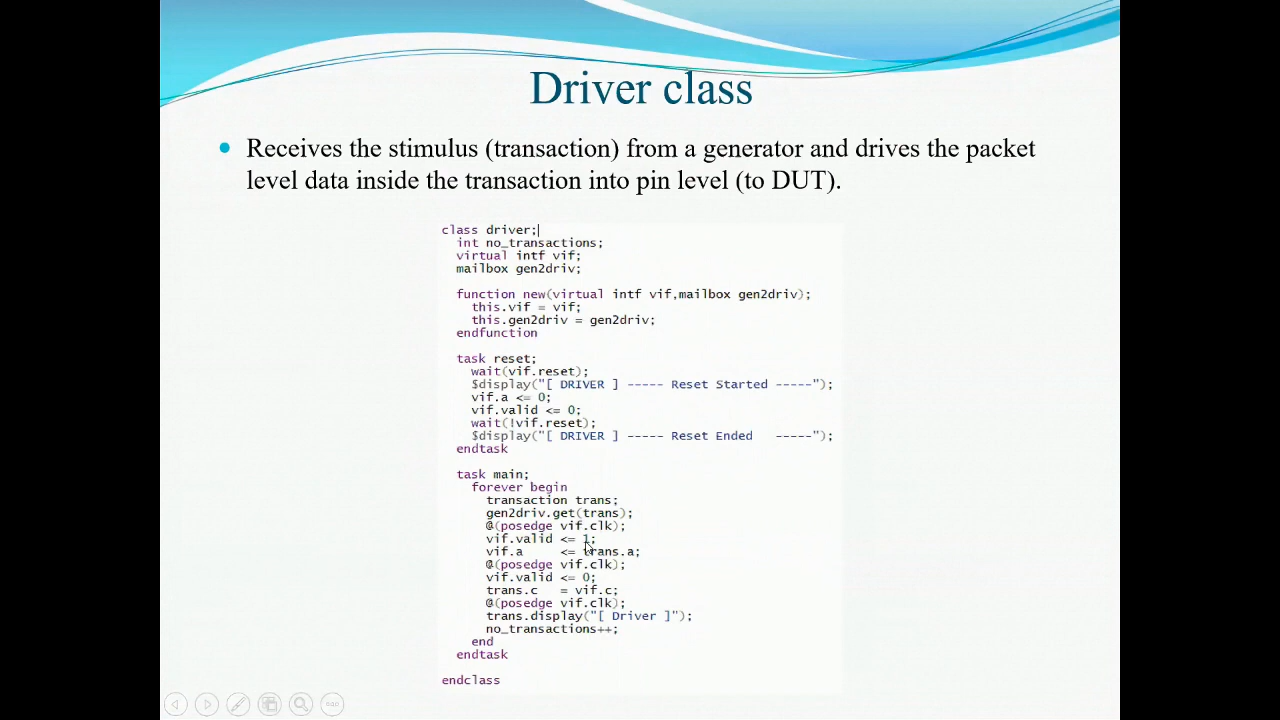 Driver class
Receives the stimulus (transaction) from a generator and drives the packet
level data inside the transaction into pin level (to DUT).
class driver;
int no_transactions;
virtual intf vif;
mailbox gen2driv;
function new(virtual intf vif,mailbox gen2driv);
this.vif = vif;
this.gen2driv = gen2driv;
endfunction
task reset;
wait(vif.reset);
$display("[ DRIVER ] ----- Reset Started -----");
vif.a <= 0;
vif.valid <= 0;
wait(!vif.reset);
$display("[ DRIVER ] ----- Reset Ended   -----");
endtask
task main;
forever begin
transaction trans;
gen2driv.get(trans);
@(posedge vif.clk);
vif.valid <= 1;
vif.a     <= trans.a;
@(posedge vif.clk);
vif.valid <= 0;
trans.c   = vif.c;
@(posedge vif.clk);
trans.display("[ Driver ]");
no_transactions++;
end
endtask
endclass